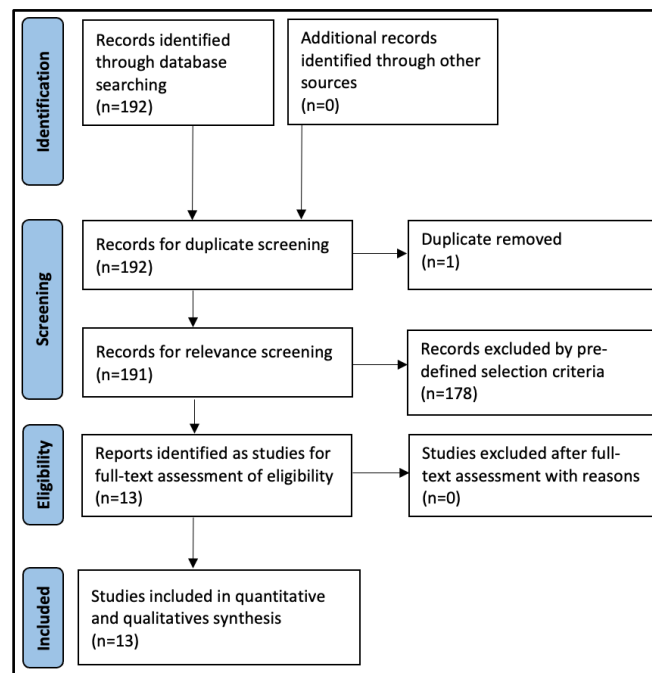 Identification
Records identified
through database
searching
(n=192)
Additional records
identified through other
sources
(n=0)
Screening
Records for duplicate screening
(n=192)
Duplicate removed
(n=1)
Records for relevance screening
(n=191)
Records excluded by pre-
defined selection criteria
(n=178)
Eligibility
Reports identified as studies for
full-text assessment of eligibility
(n=13)
Studies excluded after full-
text assessment with reasons
(n=0)
Included
Studies included in quantitative
and qualitatives synthesis
(n=13)